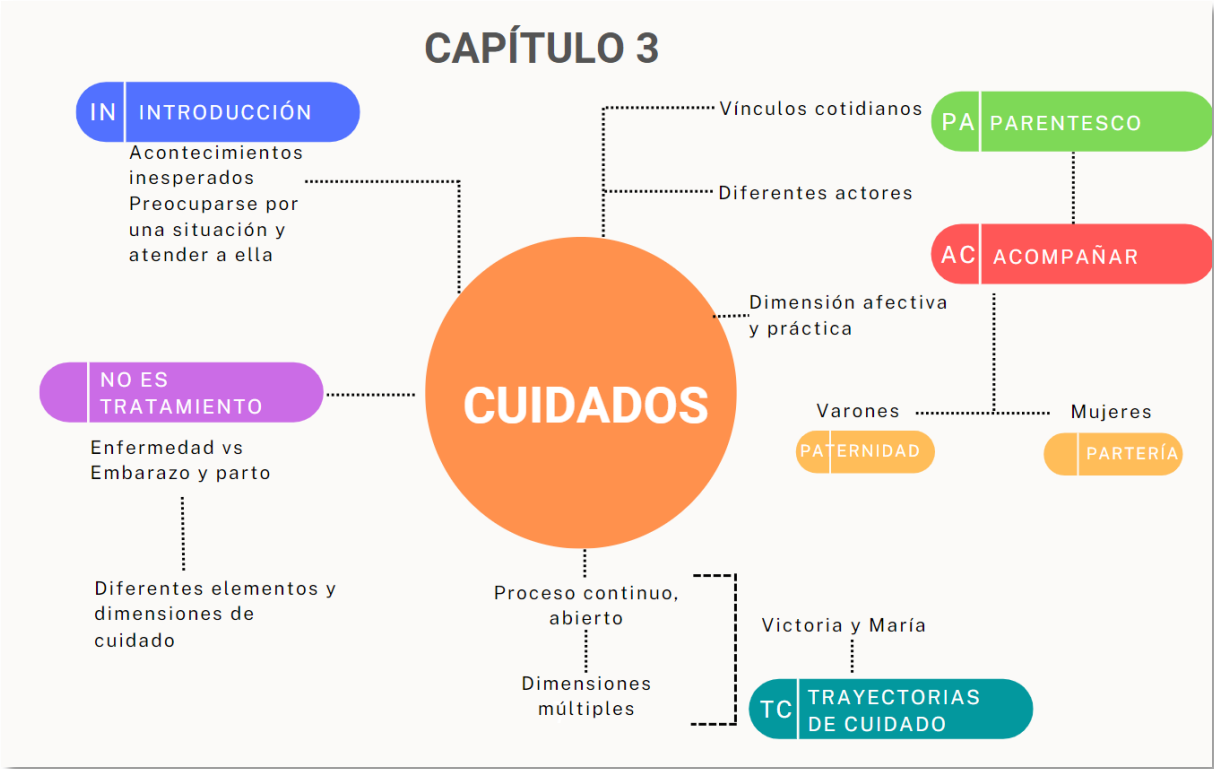 CAPÍTULO 3
IN
INTRODUCCIÓN
Acontecimientos
inesperados
Preocuparse por
una situación y
atender a ella
Vínculos cotidianos
Diferentes actores
PA
PARENTESCO
AC
ACOMPAÑAR
Dimensión afectiva
y práctica
CUIDADOS
NO ES
TRATAMIENTO
Enfermedad vs
Embarazo y parto
Diferentes elementos y
dimensiones de
cuidado
Varones
Mujeres
PATERNIDAD
PARTERÍA
Proceso continuo,
abierto
Dimensiones
múltiples
Victoria y María
TC
TRAYECTORIAS
DE CUIDADO